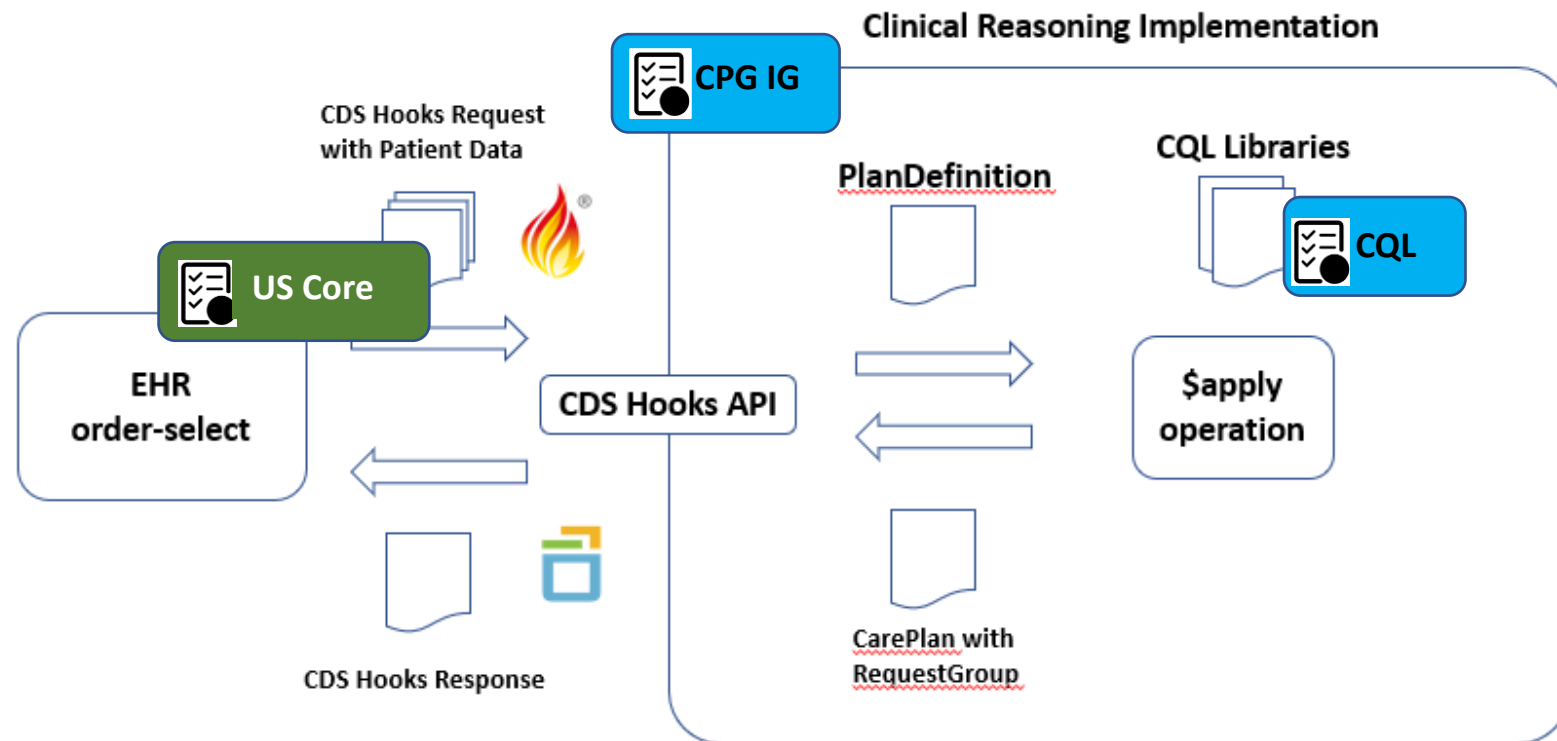 Clinical Reasoning Implementation
CPG IG
CDS Hooks Request
with Patient Data
®
CQL Libraries
PlanDefinition
CQL
US Core
EHR
order-select
CDS Hooks API
$apply
operation
CDS Hooks Response
CarePlan with
RequestGroup